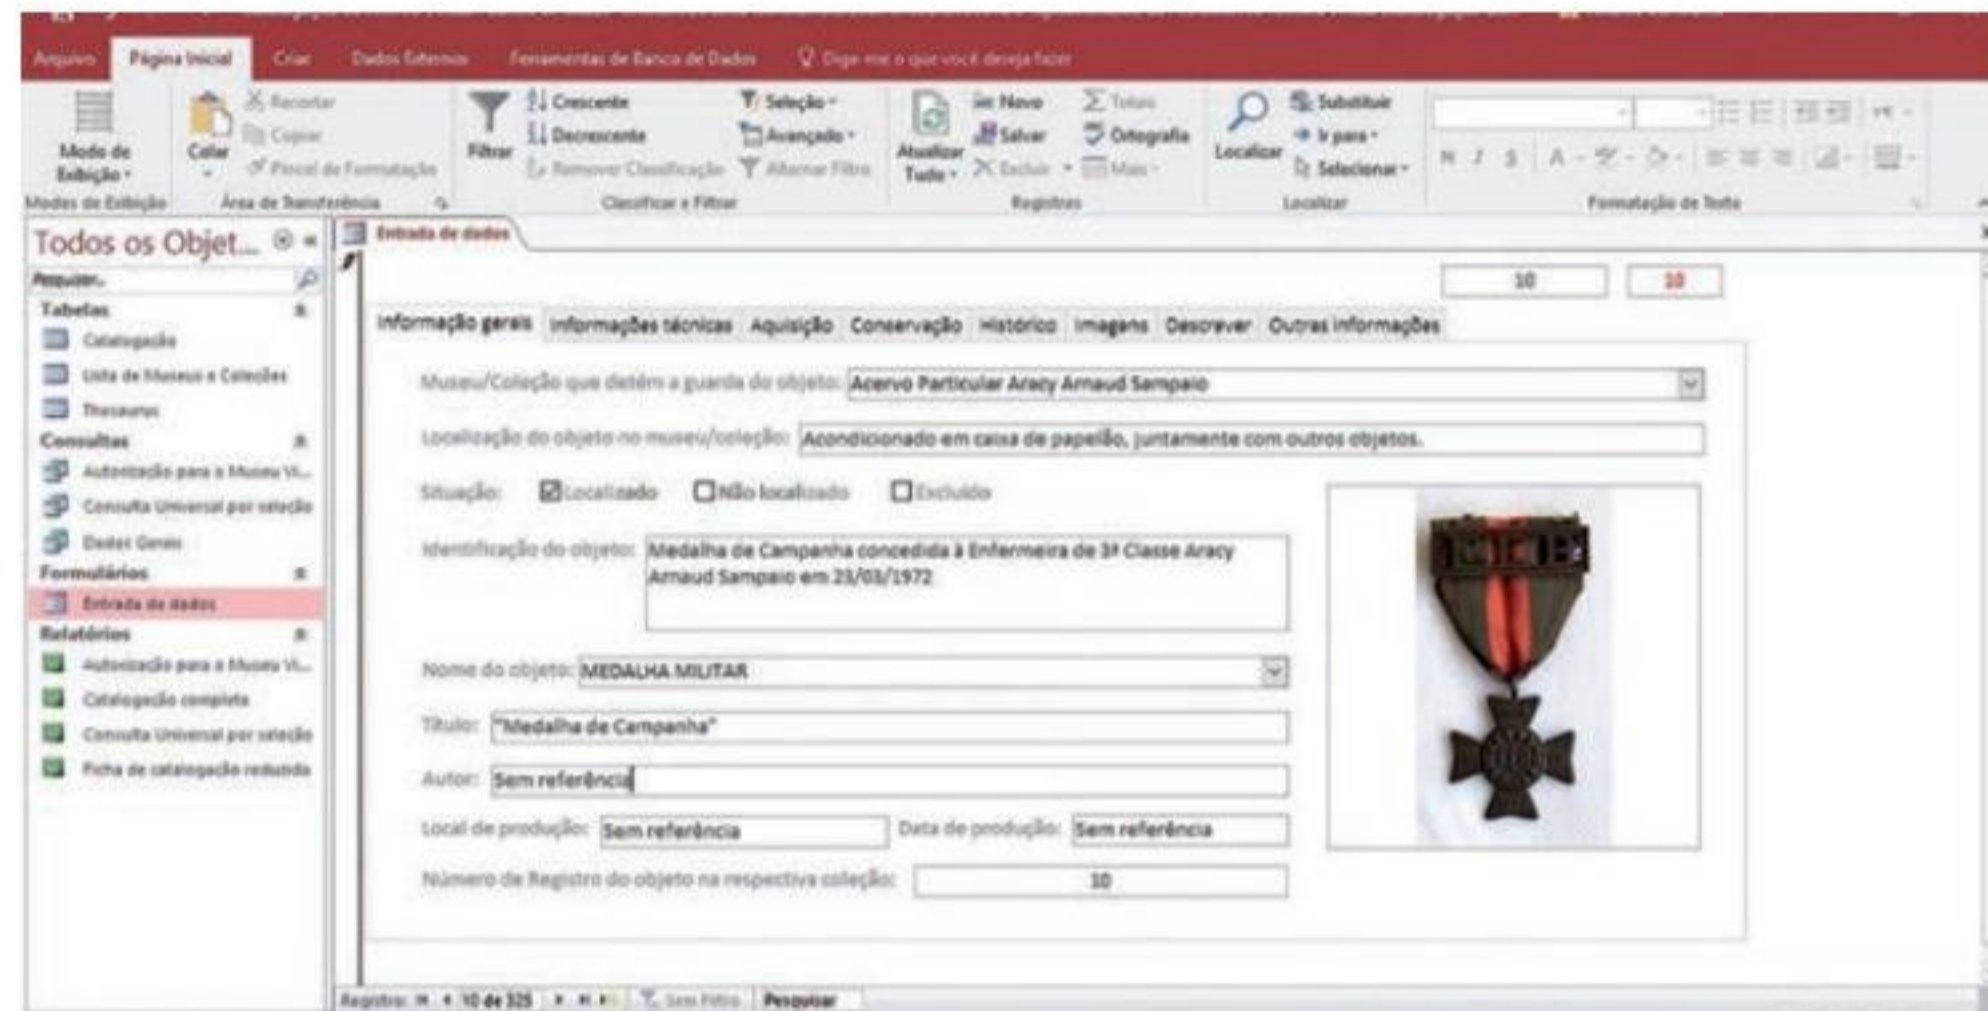 Arquivo Página Inicial Criar Dados Externos Ferramentas de Banco de Dados Diga-me o que você deseja fazer
Modo de Exibição
Colar
Recortar
Copiar
Pincel de Formatação
Filtrar
Crescente
Decrescente
Remover Classificação
Seleção
Avançado
Alternar Filtro
Atualizar Tudo
Novo
Salvar
Excluir
Totais
Ortografia
Mais
Localizar
Substituir
Ir para
Selecionar
N I S A
Modos de Exibição Área de Transferência Classificar e Filtrar Registros Localizar Formatação de Texto
Todos os Objet...
Pesquisar...
Tabelas
Catalogação
Lista de Museus e Coleções
Thesaurus
Consultas
Autorização para o Museu Vi...
Consulta Universal por seleção
Dados Gerais
Formulários
Entrada de dados
Relatórios
Autorização para o Museu Vi...
Catalogação completa
Consulta Universal por seleção
Ficha de catalogação reduzida
Entrada de dados
10 10
Informação gerais Informações técnicas Aquisição Conservação Histórico Imagens Descrever Outras informações
Museu/Coleção que detém a guarda do objeto: Acervo Particular Aracy Arnaud Sampaio
Localização do objeto no museu/coleção: Acondicionado em caixa de papelão, juntamente com outros objetos.
Situação: Localizado Não localizado Excluído
Identificação do objeto: Medalha de Campanha concedida à Enfermeira de 3ª Classe Aracy
Arnaud Sampaio em 23/03/1972
Nome do objeto: MEDALHA MILITAR
Título: "Medalha de Campanha"
Autor: Sem referência
Local de produção: Sem referência Data de produção: Sem referência
Número de Registro do objeto na respectiva coleção: 10
FEB
Registro: 10 de 325 Sem Filtro Pesquisar